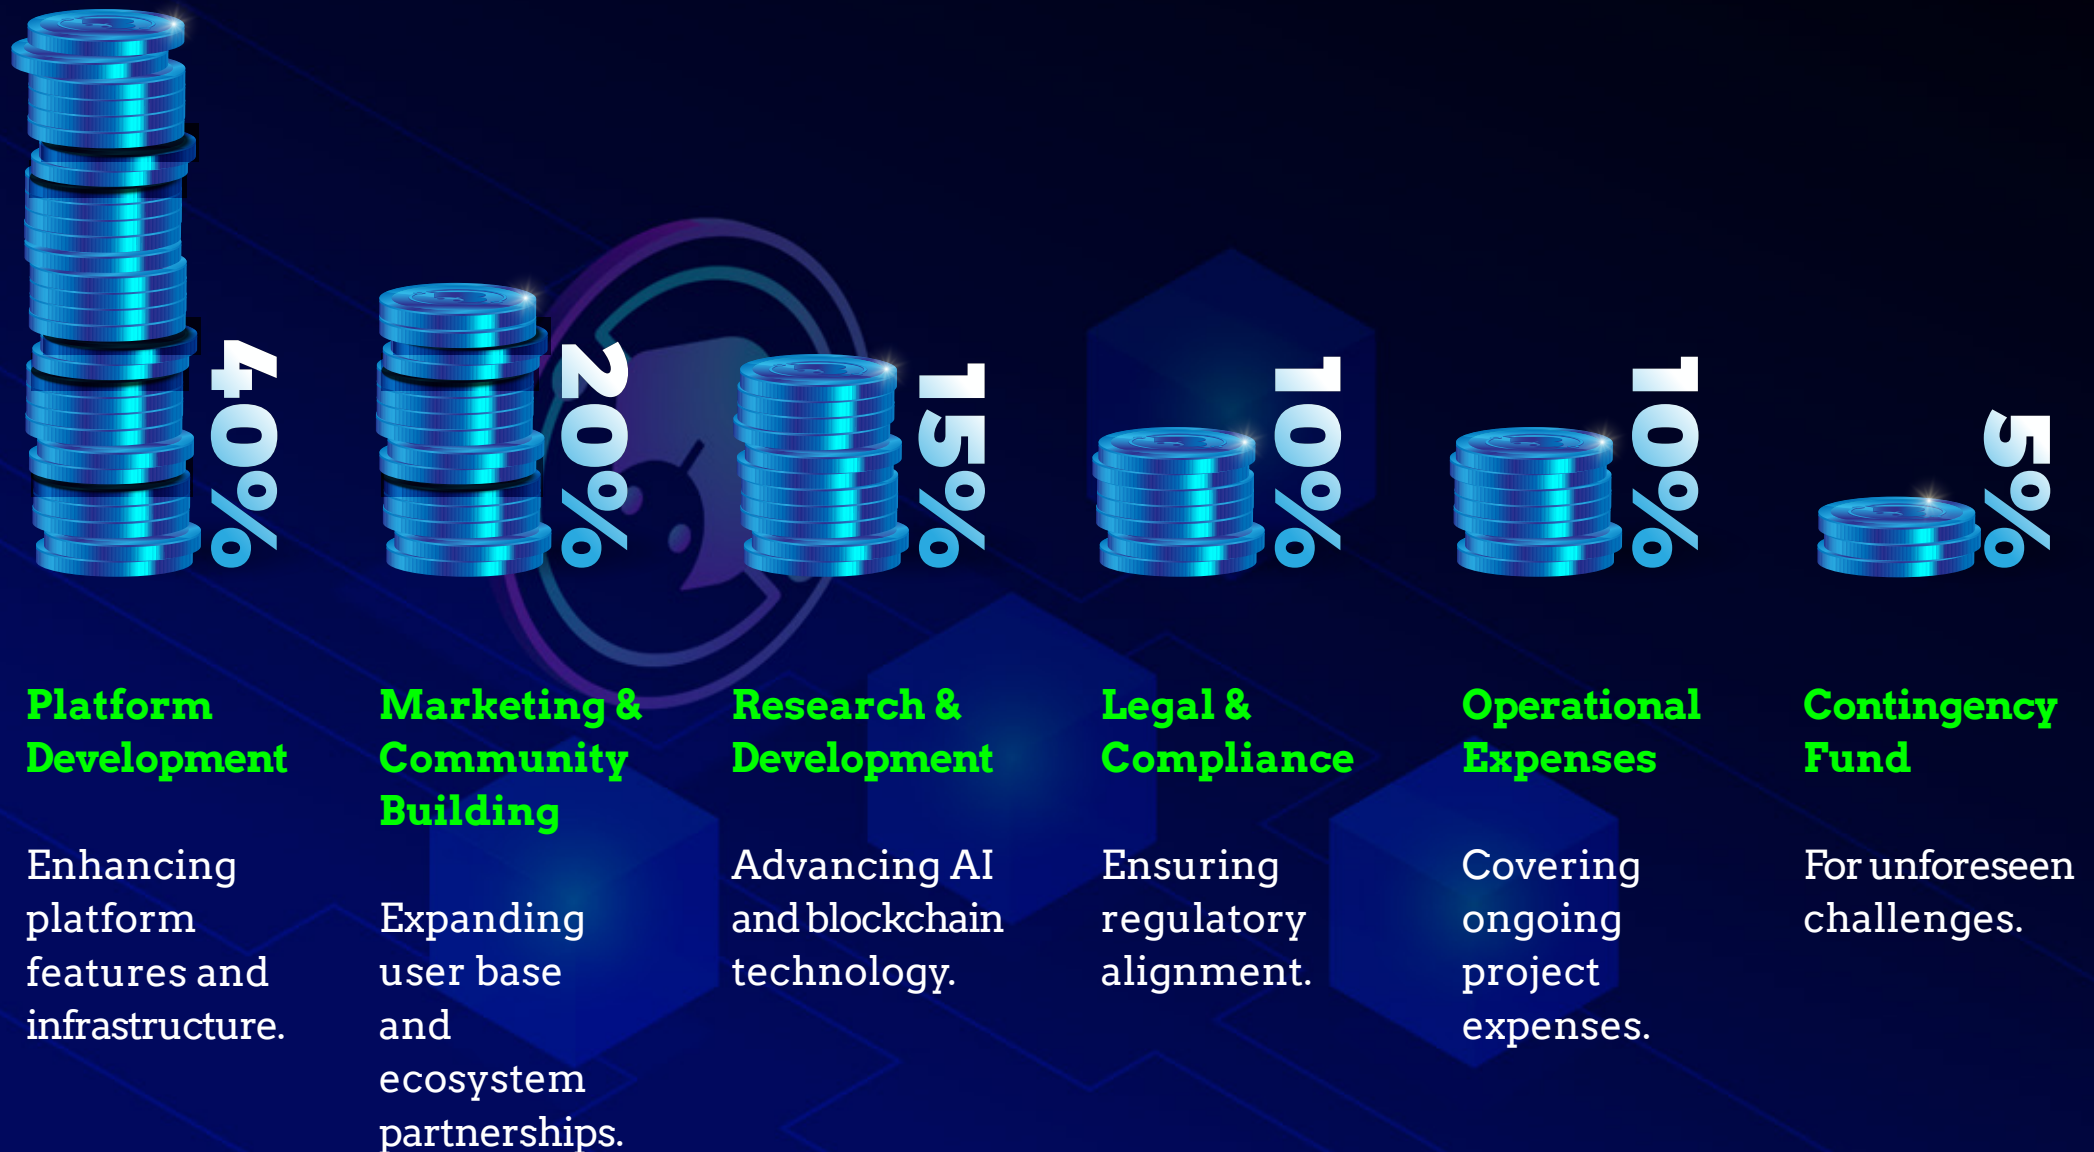 40%
20%
15%
10%
10%
5%
Platform
Development
Enhancing
platform
features and
infrastructure.
Marketing &
Community
Building
Expanding
user base
and
ecosystem
partnerships.
Research &
Development
Advancing AI
and blockchain
technology.
Legal &
Compliance
Ensuring
regulatory
alignment.
Operational
Expenses
Covering
ongoing
project
expenses.
Contingency
Fund
For unforeseen
challenges.